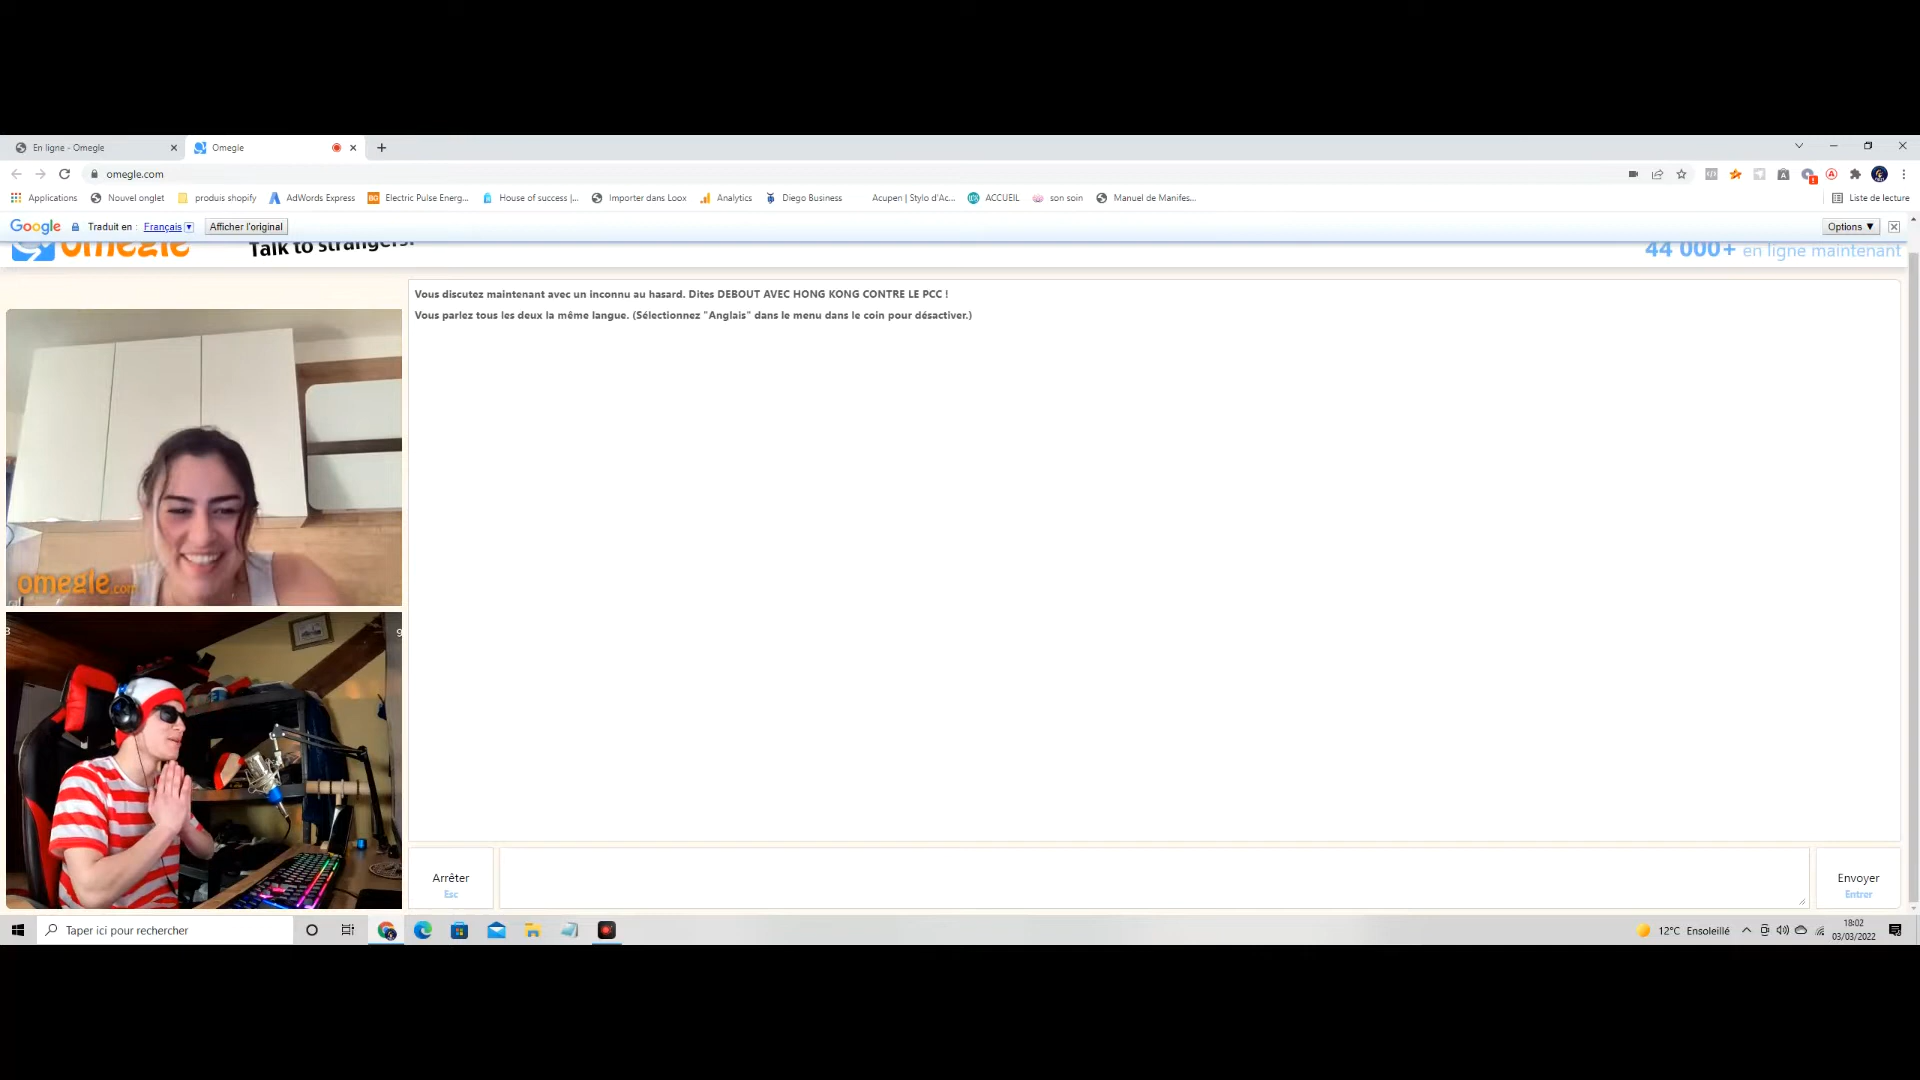 En ligne - Omegle
Omegle
omegle.com
Applications
Nouvel onglet
produis shopify
AdWords Express
Electric Pulse Energ...
House of success |...
Importer dans Loox
Analytics
Diego Business
Acupen | Stylo d'Ac...
ACCUEIL
son soin
Manuel de Manifes...
Liste de lecture
Google
Traduit en :
Français
Afficher l'original
Options ▼
omegle
Talk to strangers!
44 000+ en ligne maintenant
Vous discutez maintenant avec un inconnu au hasard. Dites DEBOUT AVEC HONG KONG CONTRE LE PCC !
Vous parlez tous les deux la même langue. (Sélectionnez "Anglais" dans le menu dans le coin pour désactiver.)
omegle.com
Arrêter
Esc
Envoyer
Entrer
Taper ici pour rechercher
12°C Ensoleillé
18:02
03/03/2022